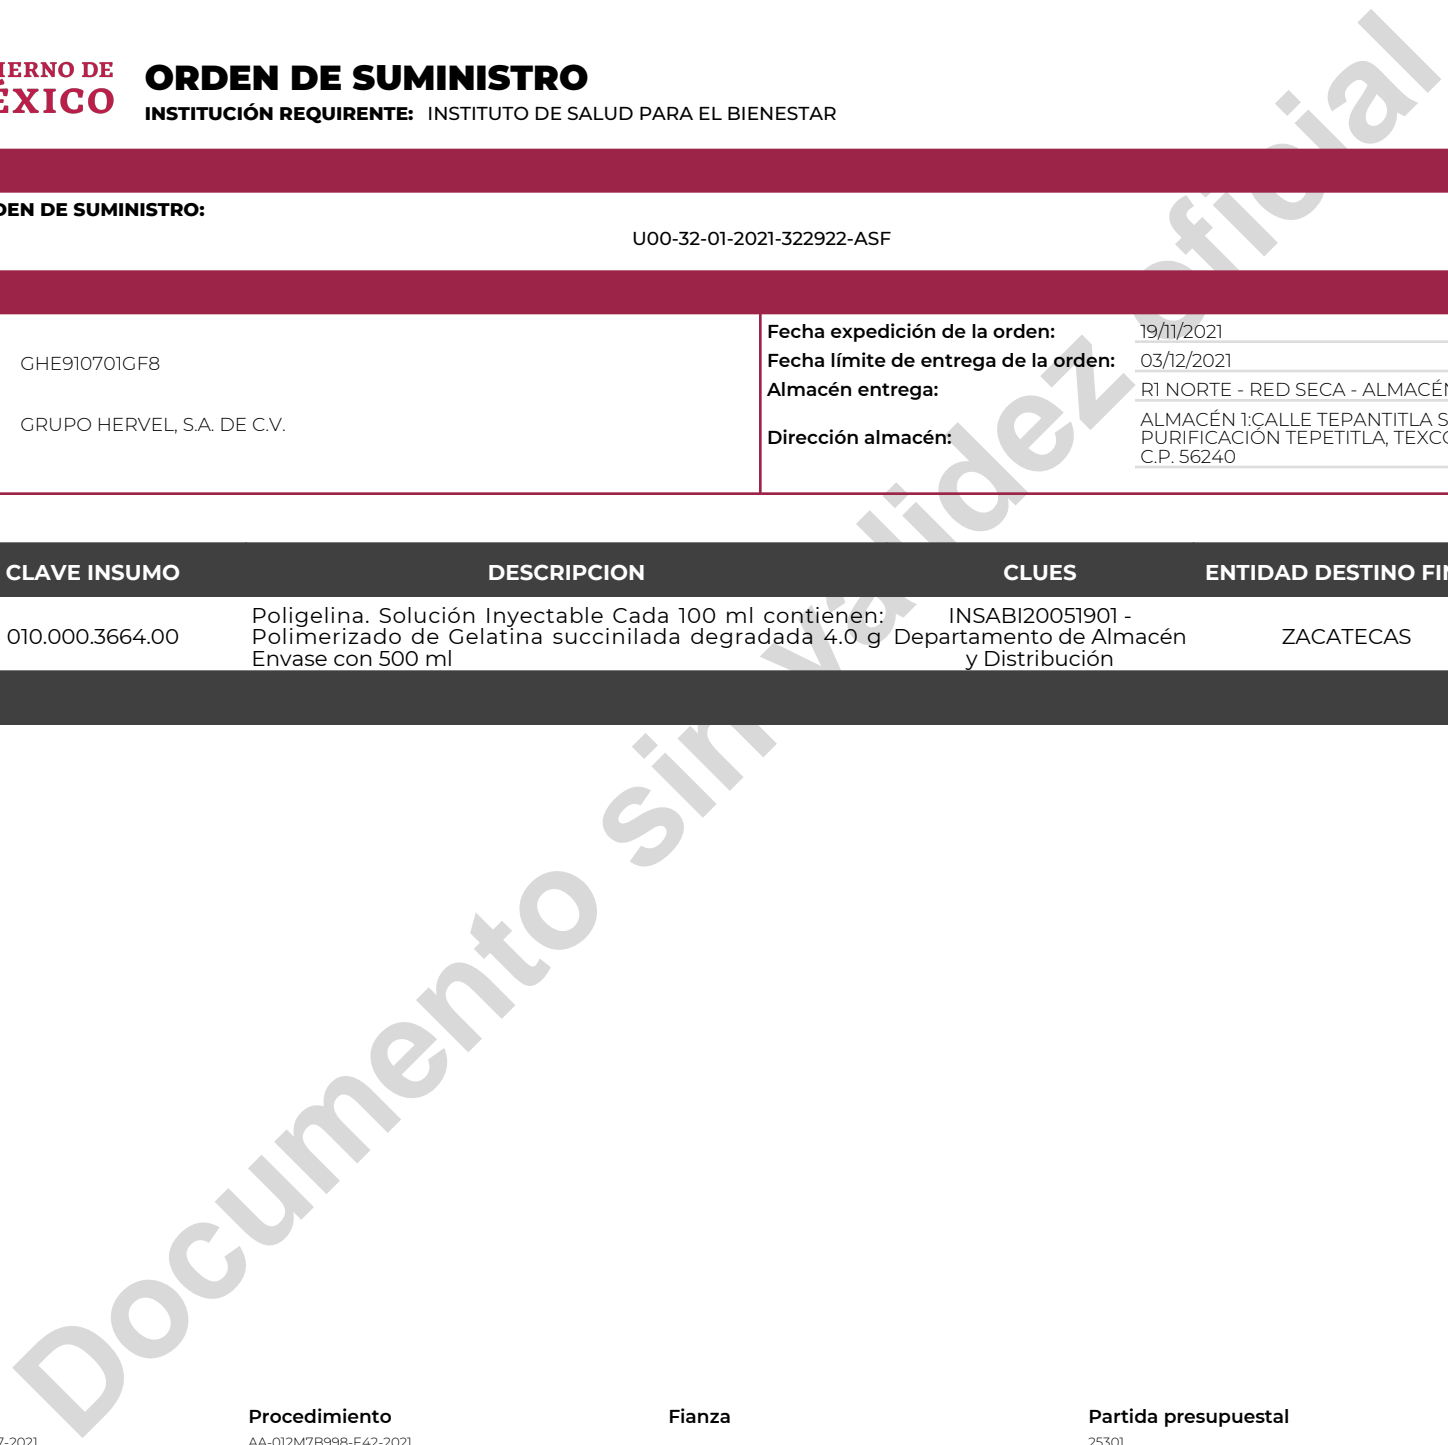 IERNO DE
ÉXICO
ORDEN DE SUMINISTRO
INSTITUCIÓN REQUIRENTE: INSTITUTO DE SALUD PARA EL BIENESTAR
DEN DE SUMINISTRO:
U00-32-01-2021-322922-ASF
GHE910701GF8
GRUPO HERVEL, S.A. DE C.V.
Fecha expedición de la orden: 19/11/2021
Fecha límite de entrega de la orden: 03/12/2021
Almacén entrega: R1 NORTE - RED SECA - ALMACÉN
Dirección almacén: ALMACÉN 1:CALLE TEPANTITLA S
PURIFICACIÓN TEPETITLA, TEXCO
C.P. 56240
CLAVE INSUMO DESCRIPCION CLUES ENTIDAD DESTINO FIN
010.000.3664.00
Poligelina. Solución Inyectable Cada 100 ml contienen:
Polimerizado de Gelatina succinilada degradada 4.0 g
Envase con 500 ml
INSABI20051901 -
Departamento de Almacén
y Distribución
ZACATECAS
Documento sin validez oficial
Procedimiento Fianza Partida presupuestal
7-2021 AA-012M7B998-E42-2021 25301